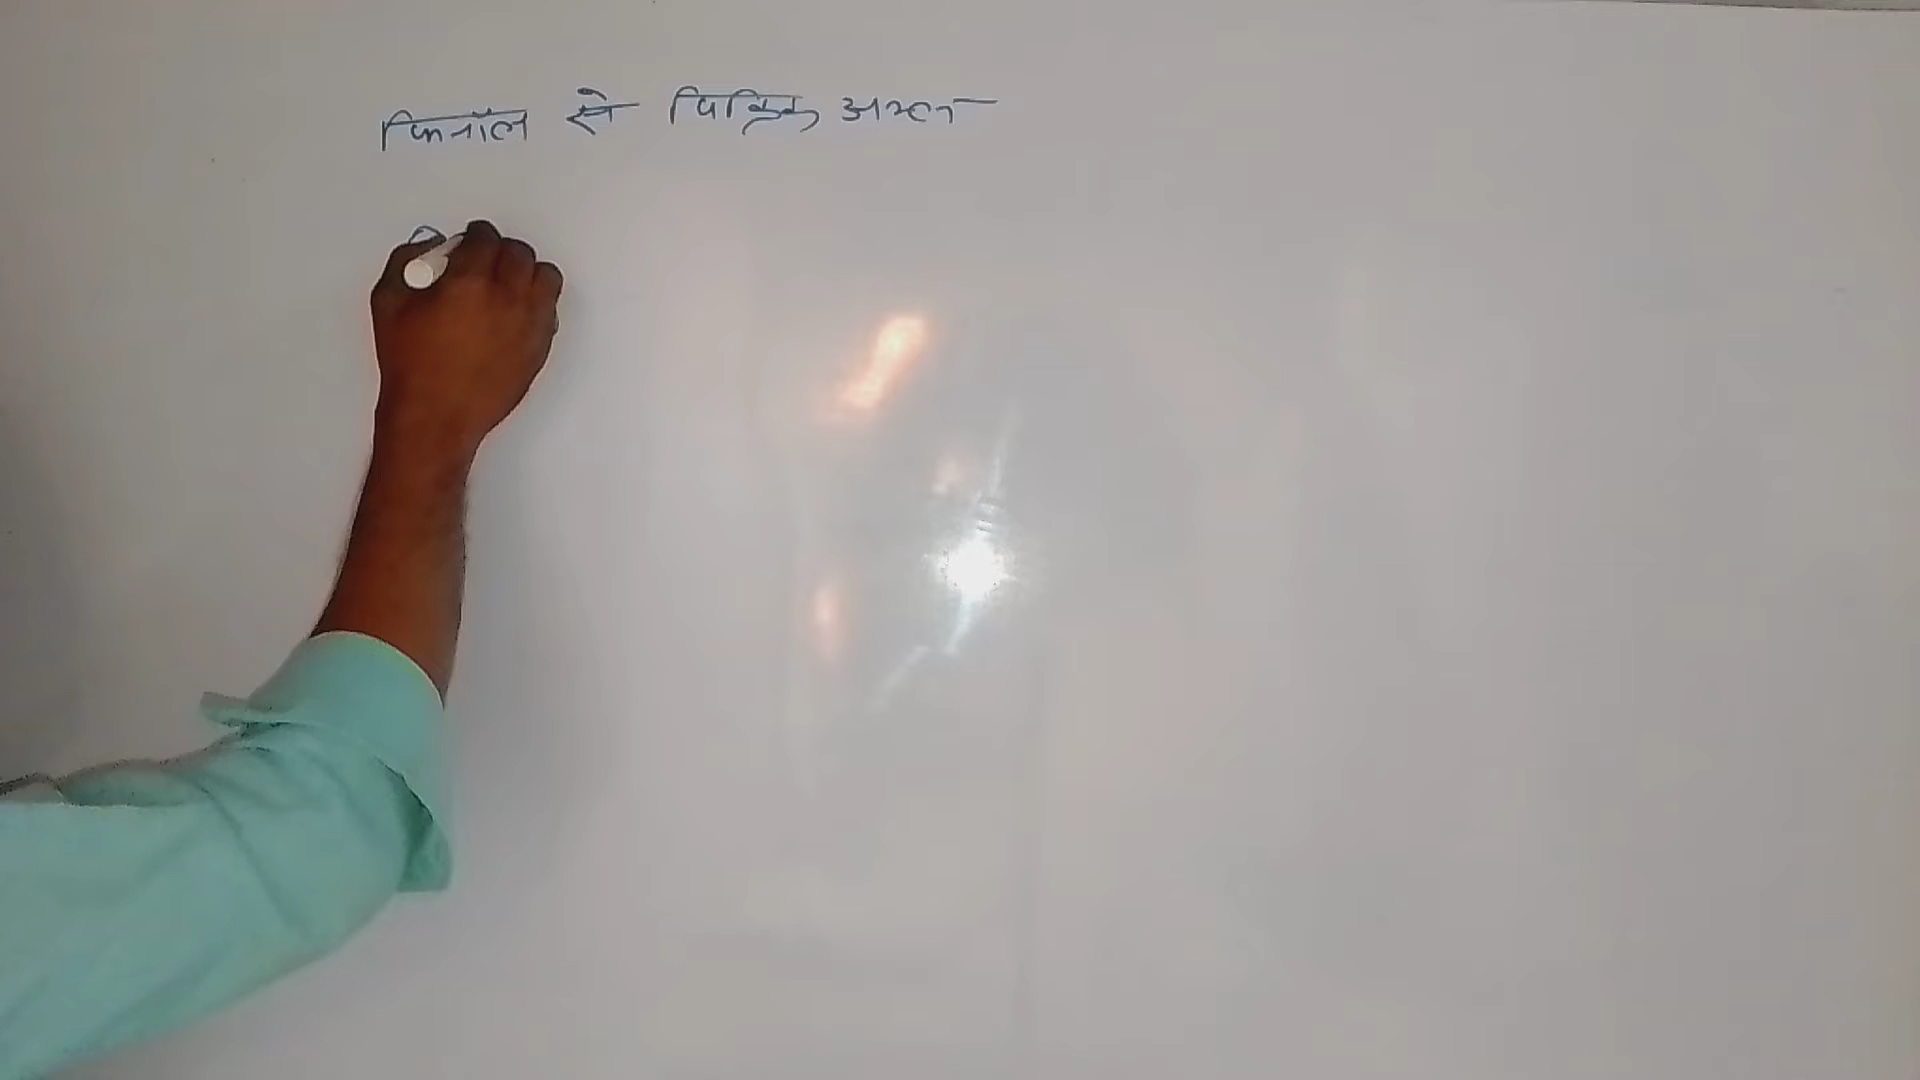 फिनॉल से पिक्रिक अम्ल